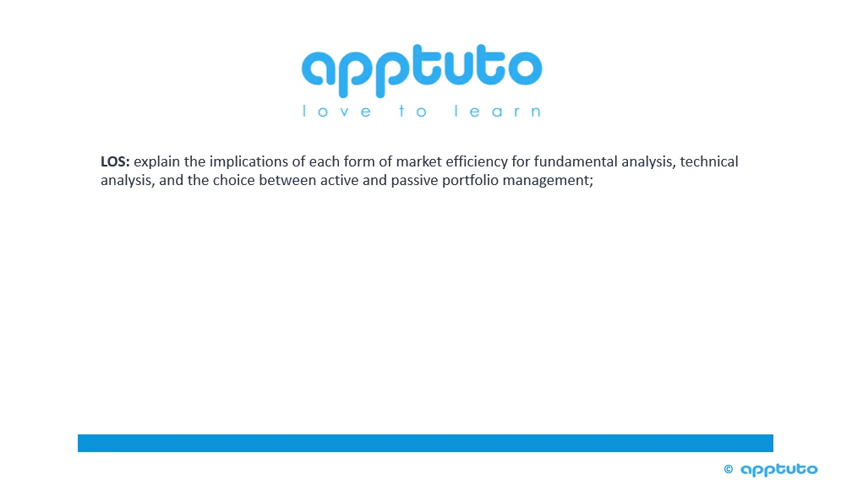 apptuto
love to learn
LOS: explain the implications of each form of market efficiency for fundamental analysis, technical
analysis, and the choice between active and passive portfolio management;
© apptuto